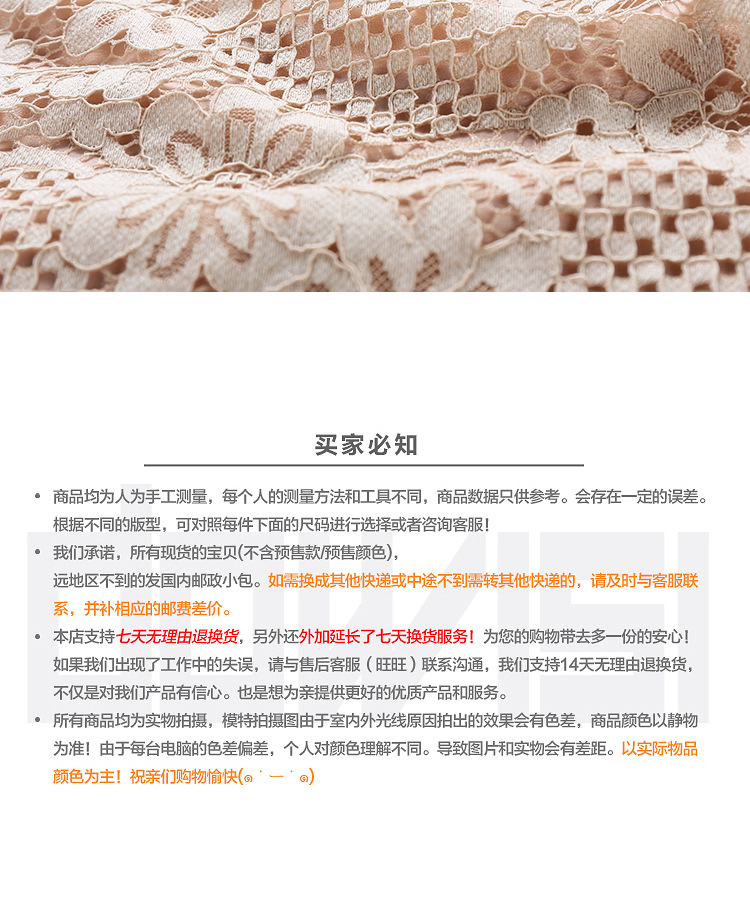 买家必知
• 商品均为人为手工测量，每个人的测量方法和工具不同，商品数据只供参考。会存在一定的误差。
根据不同的版型，可对照每件下面的尺码进行选择或者咨询客服！
• 我们承诺，所有现货的宝贝(不含预售款/预售颜色)，
远地区不到的发国内邮政小包。如需换成其他快递或中途不到需转其他快递的，请及时与客服联
系，并补相应的邮费差价。
• 本店支持七天无理由退换货，另外还外加延长了七天换货服务！为您的购物带去多一份的安心！
如果我们出现了工作中的失误，请与售后客服（旺旺）联系沟通，我们支持14天无理由退换货，
不仅是对我们产品有信心。也是想为亲提供更好的优质产品和服务。
• 所有商品均为实物拍摄，模特拍摄图由于室内外光线原因拍出的效果会有色差，商品颜色以静物
为准！由于每台电脑的色差偏差，个人对颜色理解不同。导致图片和实物会有差距。以实际物品
颜色为主！祝亲们购物愉快(๑˙ー˙๑)